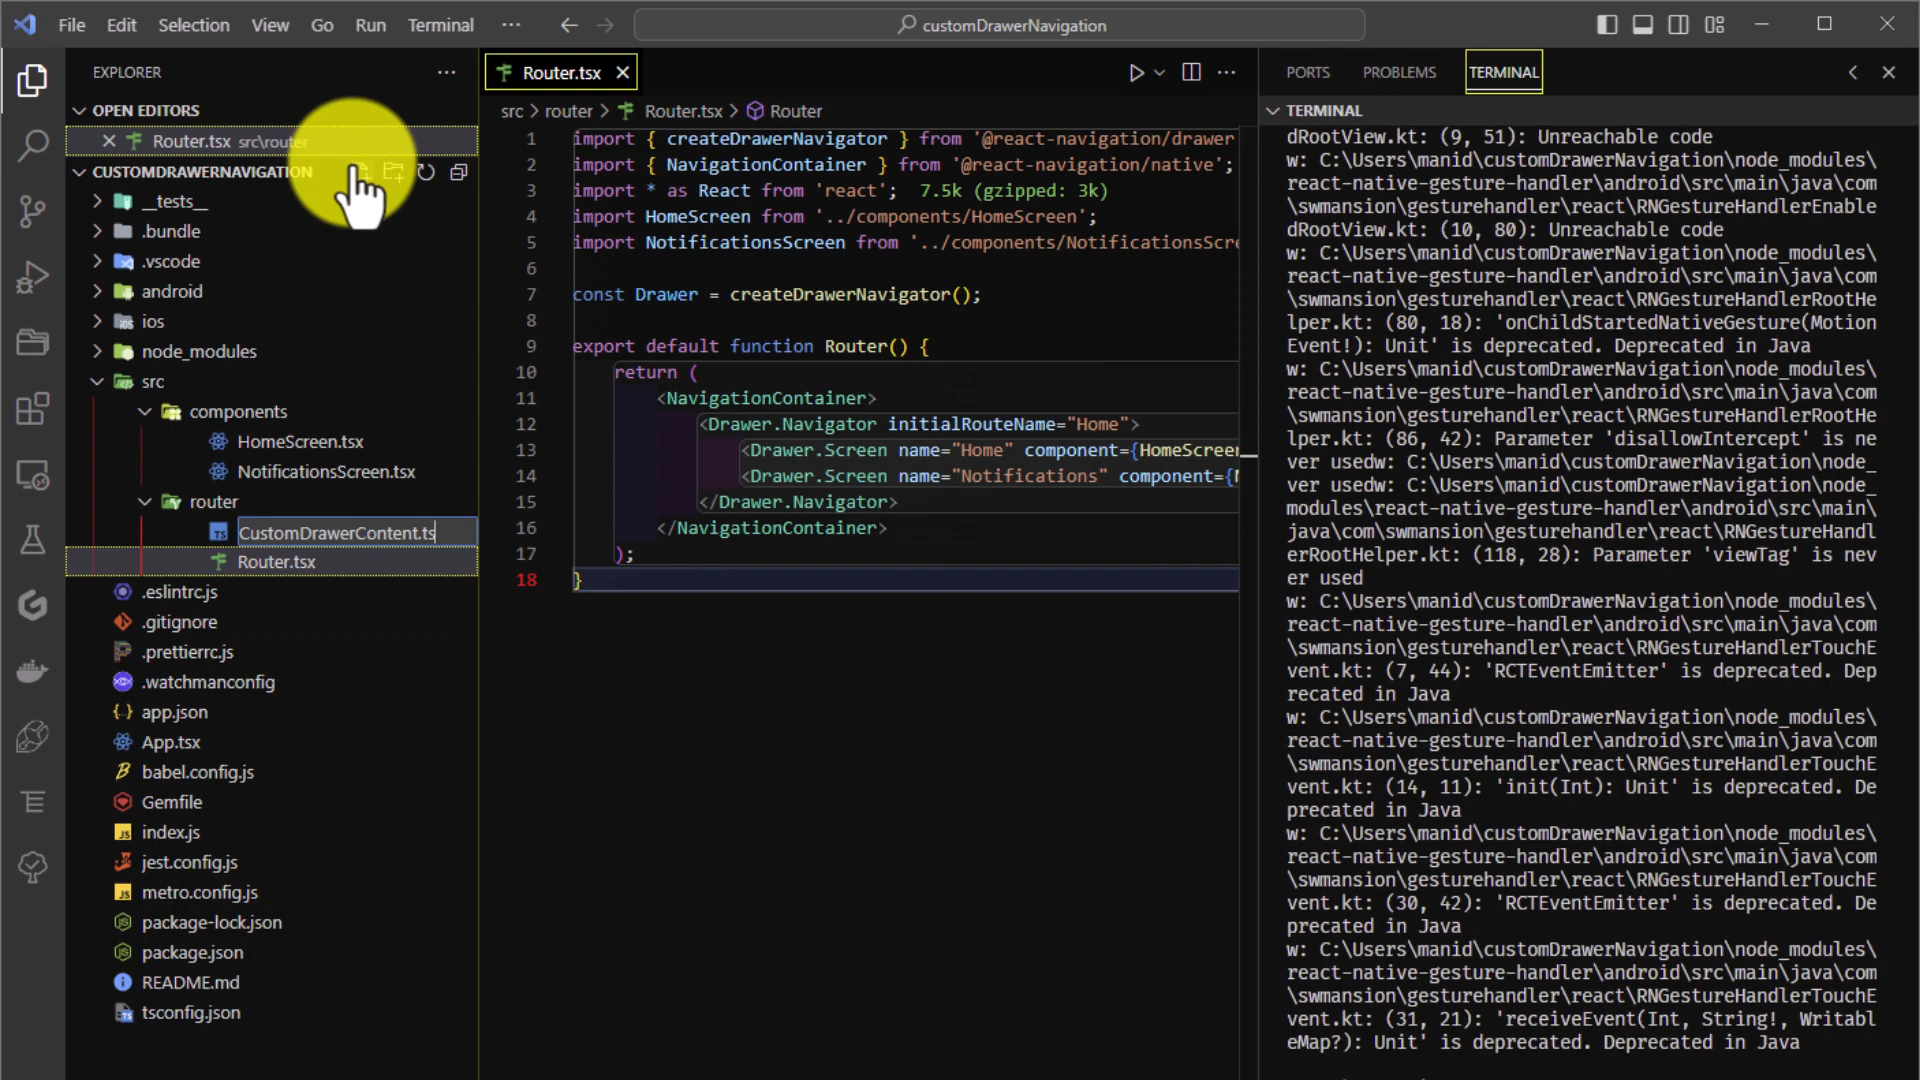 File Edit Selection View Go Run Terminal ··· customDrawerNavigation
EXPLORER ···
OPEN EDITORS
Router.tsx src\router
CUSTOMDRAWERNAVIGATION
__tests__
.bundle
.vscode
android
ios
node_modules
src
components
HomeScreen.tsx
NotificationsScreen.tsx
router
CustomDrawerContent.ts
Router.tsx
.eslintrc.js
.gitignore
.prettierrc.js
.watchmanconfig
app.json
App.tsx
babel.config.js
Gemfile
index.js
jest.config.js
metro.config.js
package-lock.json
package.json
README.md
tsconfig.json
Router.tsx
src > router > Router.tsx > Router
1 import { createDrawerNavigator } from '@react-navigation/drawer
2 import { NavigationContainer } from '@react-navigation/native';
3 import * as React from 'react'; 7.5k (gzipped: 3k)
4 import HomeScreen from '../components/HomeScreen';
5 import NotificationsScreen from '../components/NotificationsScre
6
7 const Drawer = createDrawerNavigator();
8
9 export default function Router() {
10 return (
11 <NavigationContainer>
12 <Drawer.Navigator initialRouteName="Home">
13 <Drawer.Screen name="Home" component={HomeScreen
14 <Drawer.Screen name="Notifications" component={N
15 </Drawer.Navigator>
16 </NavigationContainer>
17 );
18 }
PORTS PROBLEMS TERMINAL
TERMINAL
dRootView.kt: (9, 51): Unreachable code
w: C:\Users\manid\customDrawerNavigation\node_modules\
react-native-gesture-handler\android\src\main\java\com
\swmansion\gesturehandler\react\RNGestureHandlerEnable
dRootView.kt: (10, 80): Unreachable code
w: C:\Users\manid\customDrawerNavigation\node_modules\
react-native-gesture-handler\android\src\main\java\com
\swmansion\gesturehandler\react\RNGestureHandlerRootHe
lper.kt: (80, 18): 'onChildStartedNativeGesture(Motion
Event!): Unit' is deprecated. Deprecated in Java
w: C:\Users\manid\customDrawerNavigation\node_modules\
react-native-gesture-handler\android\src\main\java\com
\swmansion\gesturehandler\react\RNGestureHandlerRootHe
lper.kt: (86, 42): Parameter 'disallowIntercept' is ne
ver usedw: C:\Users\manid\customDrawerNavigation\node_
ver usedw: C:\Users\manid\customDrawerNavigation\node_
modules\react-native-gesture-handler\android\src\main\
java\com\swmansion\gesturehandler\react\RNGestureHandl
erRootHelper.kt: (118, 28): Parameter 'viewTag' is nev
er used
w: C:\Users\manid\customDrawerNavigation\node_modules\
react-native-gesture-handler\android\src\main\java\com
\swmansion\gesturehandler\react\RNGestureHandlerTouchE
vent.kt: (7, 44): 'RCTEventEmitter' is deprecated. Dep
recated in Java
w: C:\Users\manid\customDrawerNavigation\node_modules\
react-native-gesture-handler\android\src\main\java\com
\swmansion\gesturehandler\react\RNGestureHandlerTouchE
vent.kt: (14, 11): 'init(Int): Unit' is deprecated. De
precated in Java
w: C:\Users\manid\customDrawerNavigation\node_modules\
react-native-gesture-handler\android\src\main\java\com
\swmansion\gesturehandler\react\RNGestureHandlerTouchE
vent.kt: (30, 42): 'RCTEventEmitter' is deprecated. De
precated in Java
w: C:\Users\manid\customDrawerNavigation\node_modules\
react-native-gesture-handler\android\src\main\java\com
\swmansion\gesturehandler\react\RNGestureHandlerTouchE
vent.kt: (31, 21): 'receiveEvent(Int, String!, Writabl
eMap?): Unit' is deprecated. Deprecated in Java